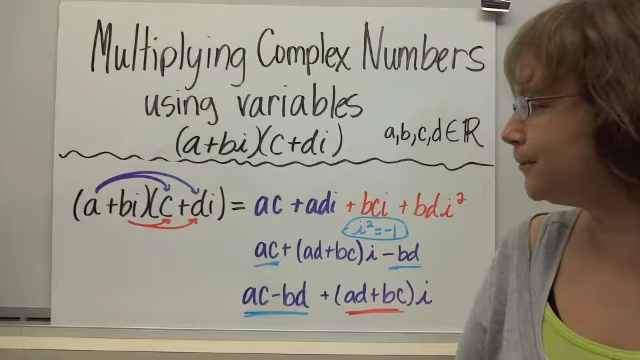 Multiplying Complex Numbers
using variables
(a+bi)(c+di) a,b,c,d∈ℝ
(a+bi)(c+di) = ac + adi + bci + bdi²
i² = -1
ac + (ad+bc)i - bd
ac - bd + (ad+bc)i